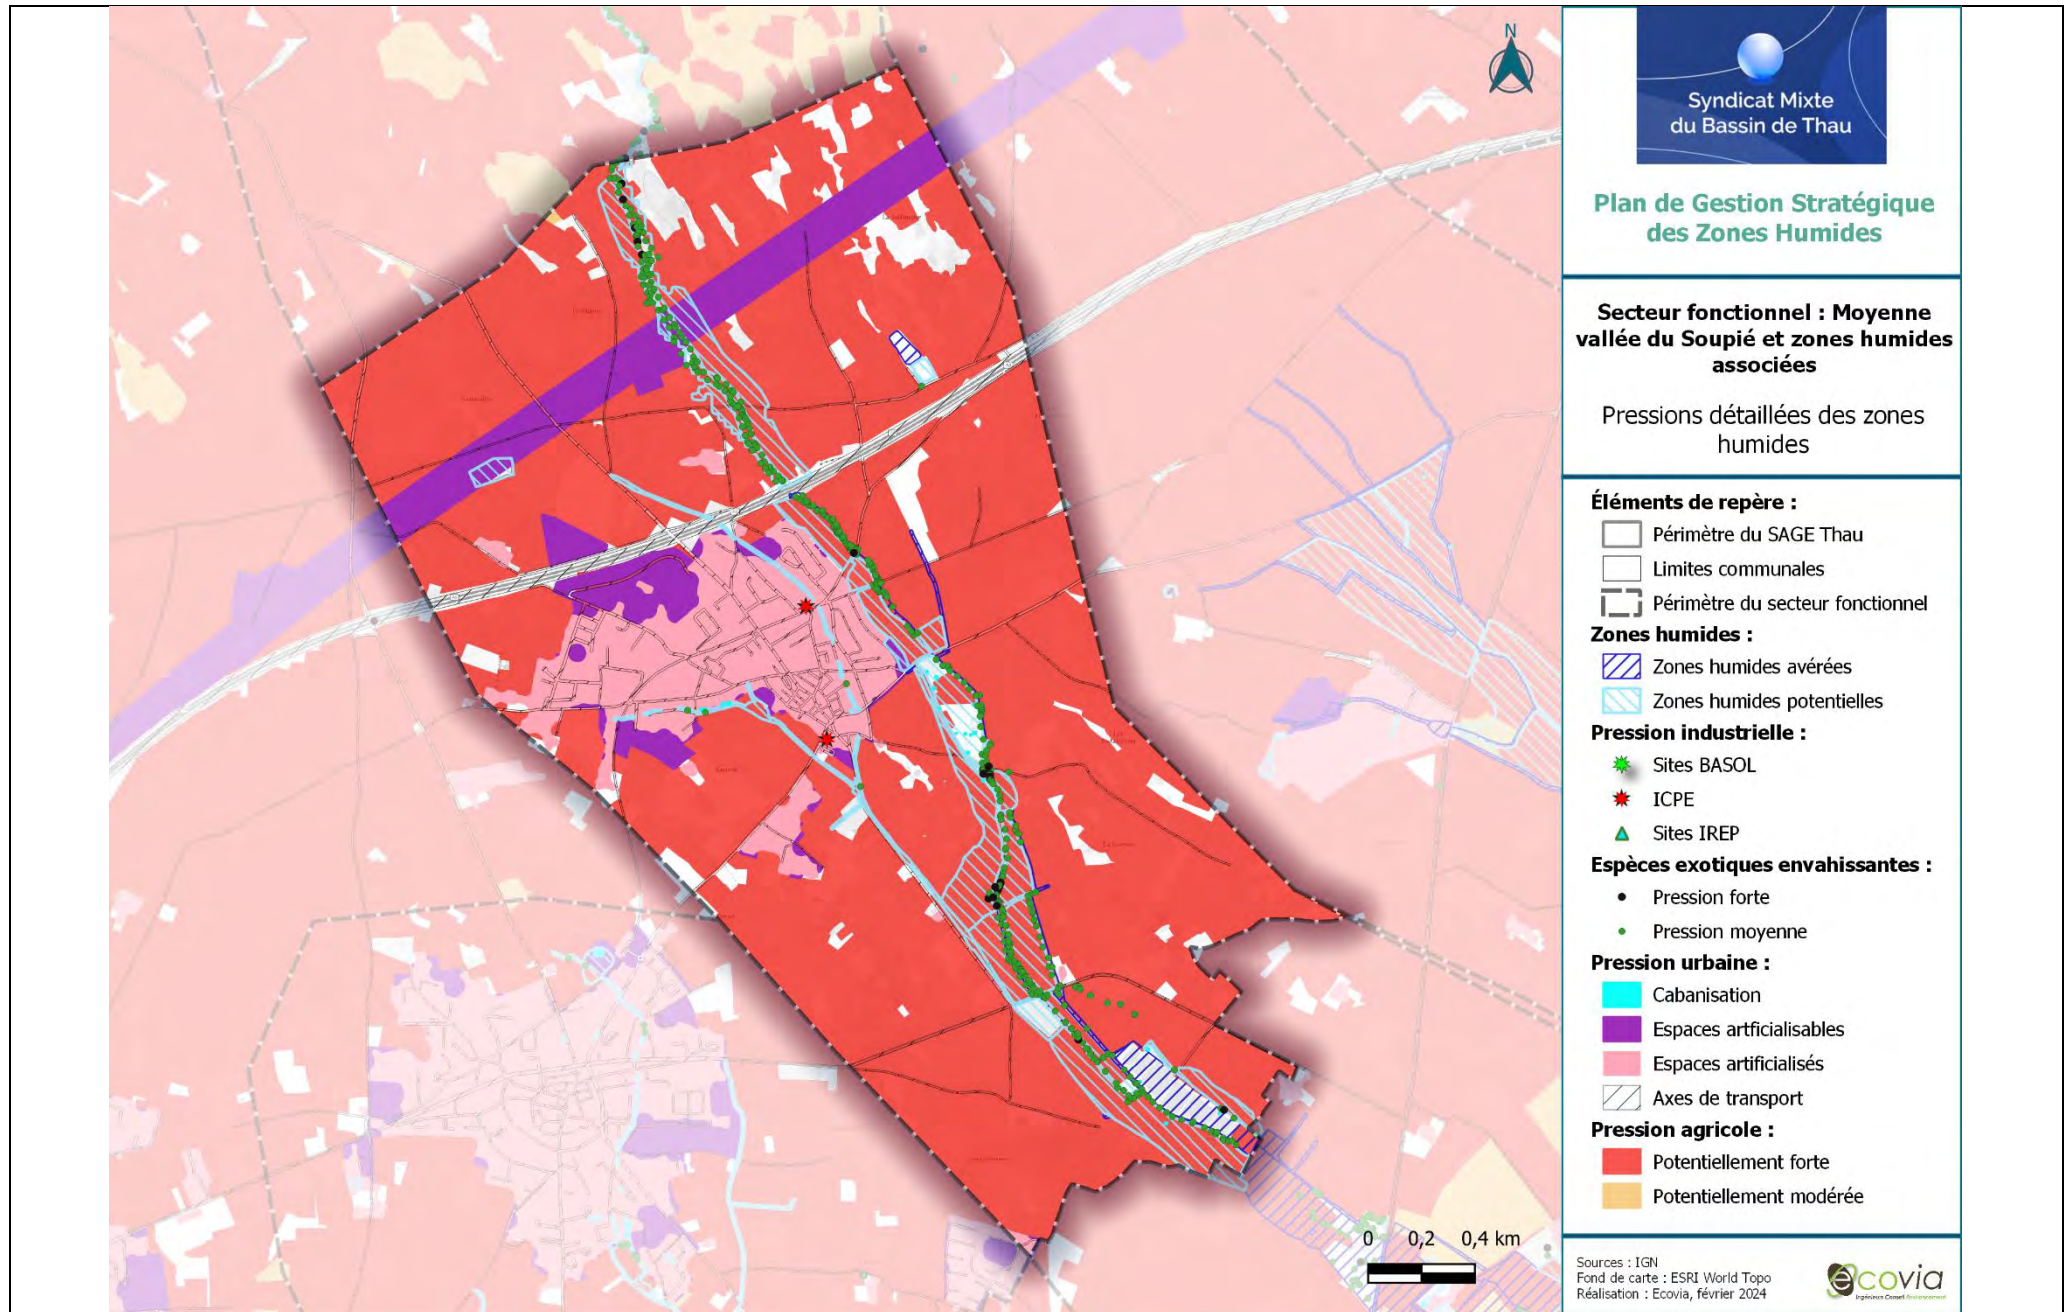 N
Syndicat Mixte
du Bassin de Thau
Plan de Gestion Stratégique
des Zones Humides
Secteur fonctionnel : Moyenne
vallée du Soupié et zones humides
associées
Pressions détaillées des zones
humides
Éléments de repère :
Périmètre du SAGE Thau
Limites communales
Périmètre du secteur fonctionnel
Zones humides :
Zones humides avérées
Zones humides potentielles
Pression industrielle :
Sites BASOL
ICPE
Sites IREP
Espèces exotiques envahissantes :
Pression forte
Pression moyenne
Pression urbaine :
Cabanisation
Espaces artficialisables
Espaces artificialisés
Axes de transport
Pression agricole :
Potentiellement forte
Potentiellement modérée
0 0,2 0,4 km
Sources : IGN
Fond de carte : ESRI World Topo
Réalisation : Ecovia, février 2024
ecovia
Ingénieurs Conseil Environnement